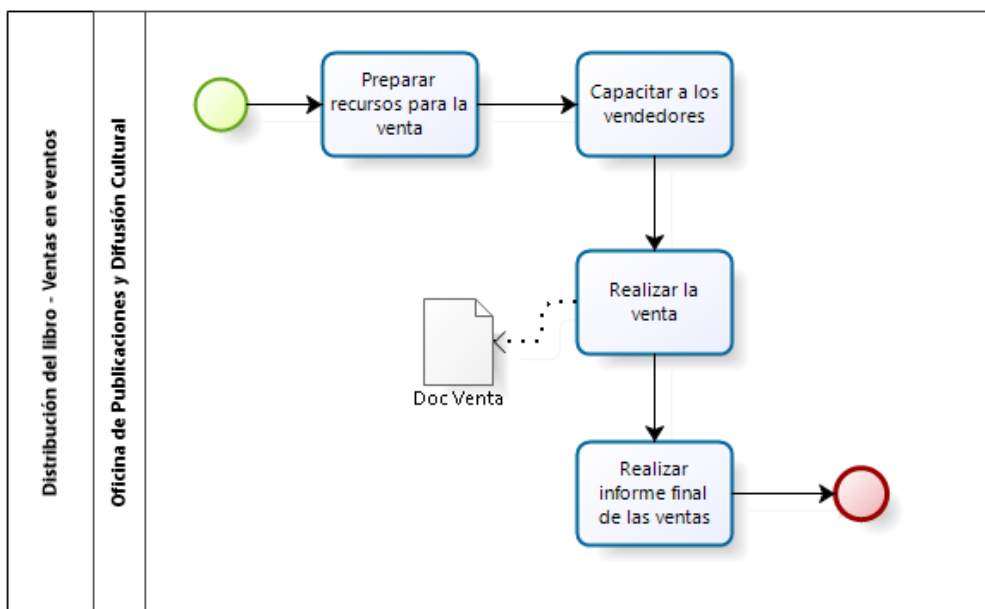 Distribución del libro - Ventas en eventos
Oficina de Publicaciones y Difusión Cultural
Preparar
recursos para la
venta
Capacitar a los
vendedores
Realizar la
venta
Doc Venta
Realizar
informe final
de las ventas